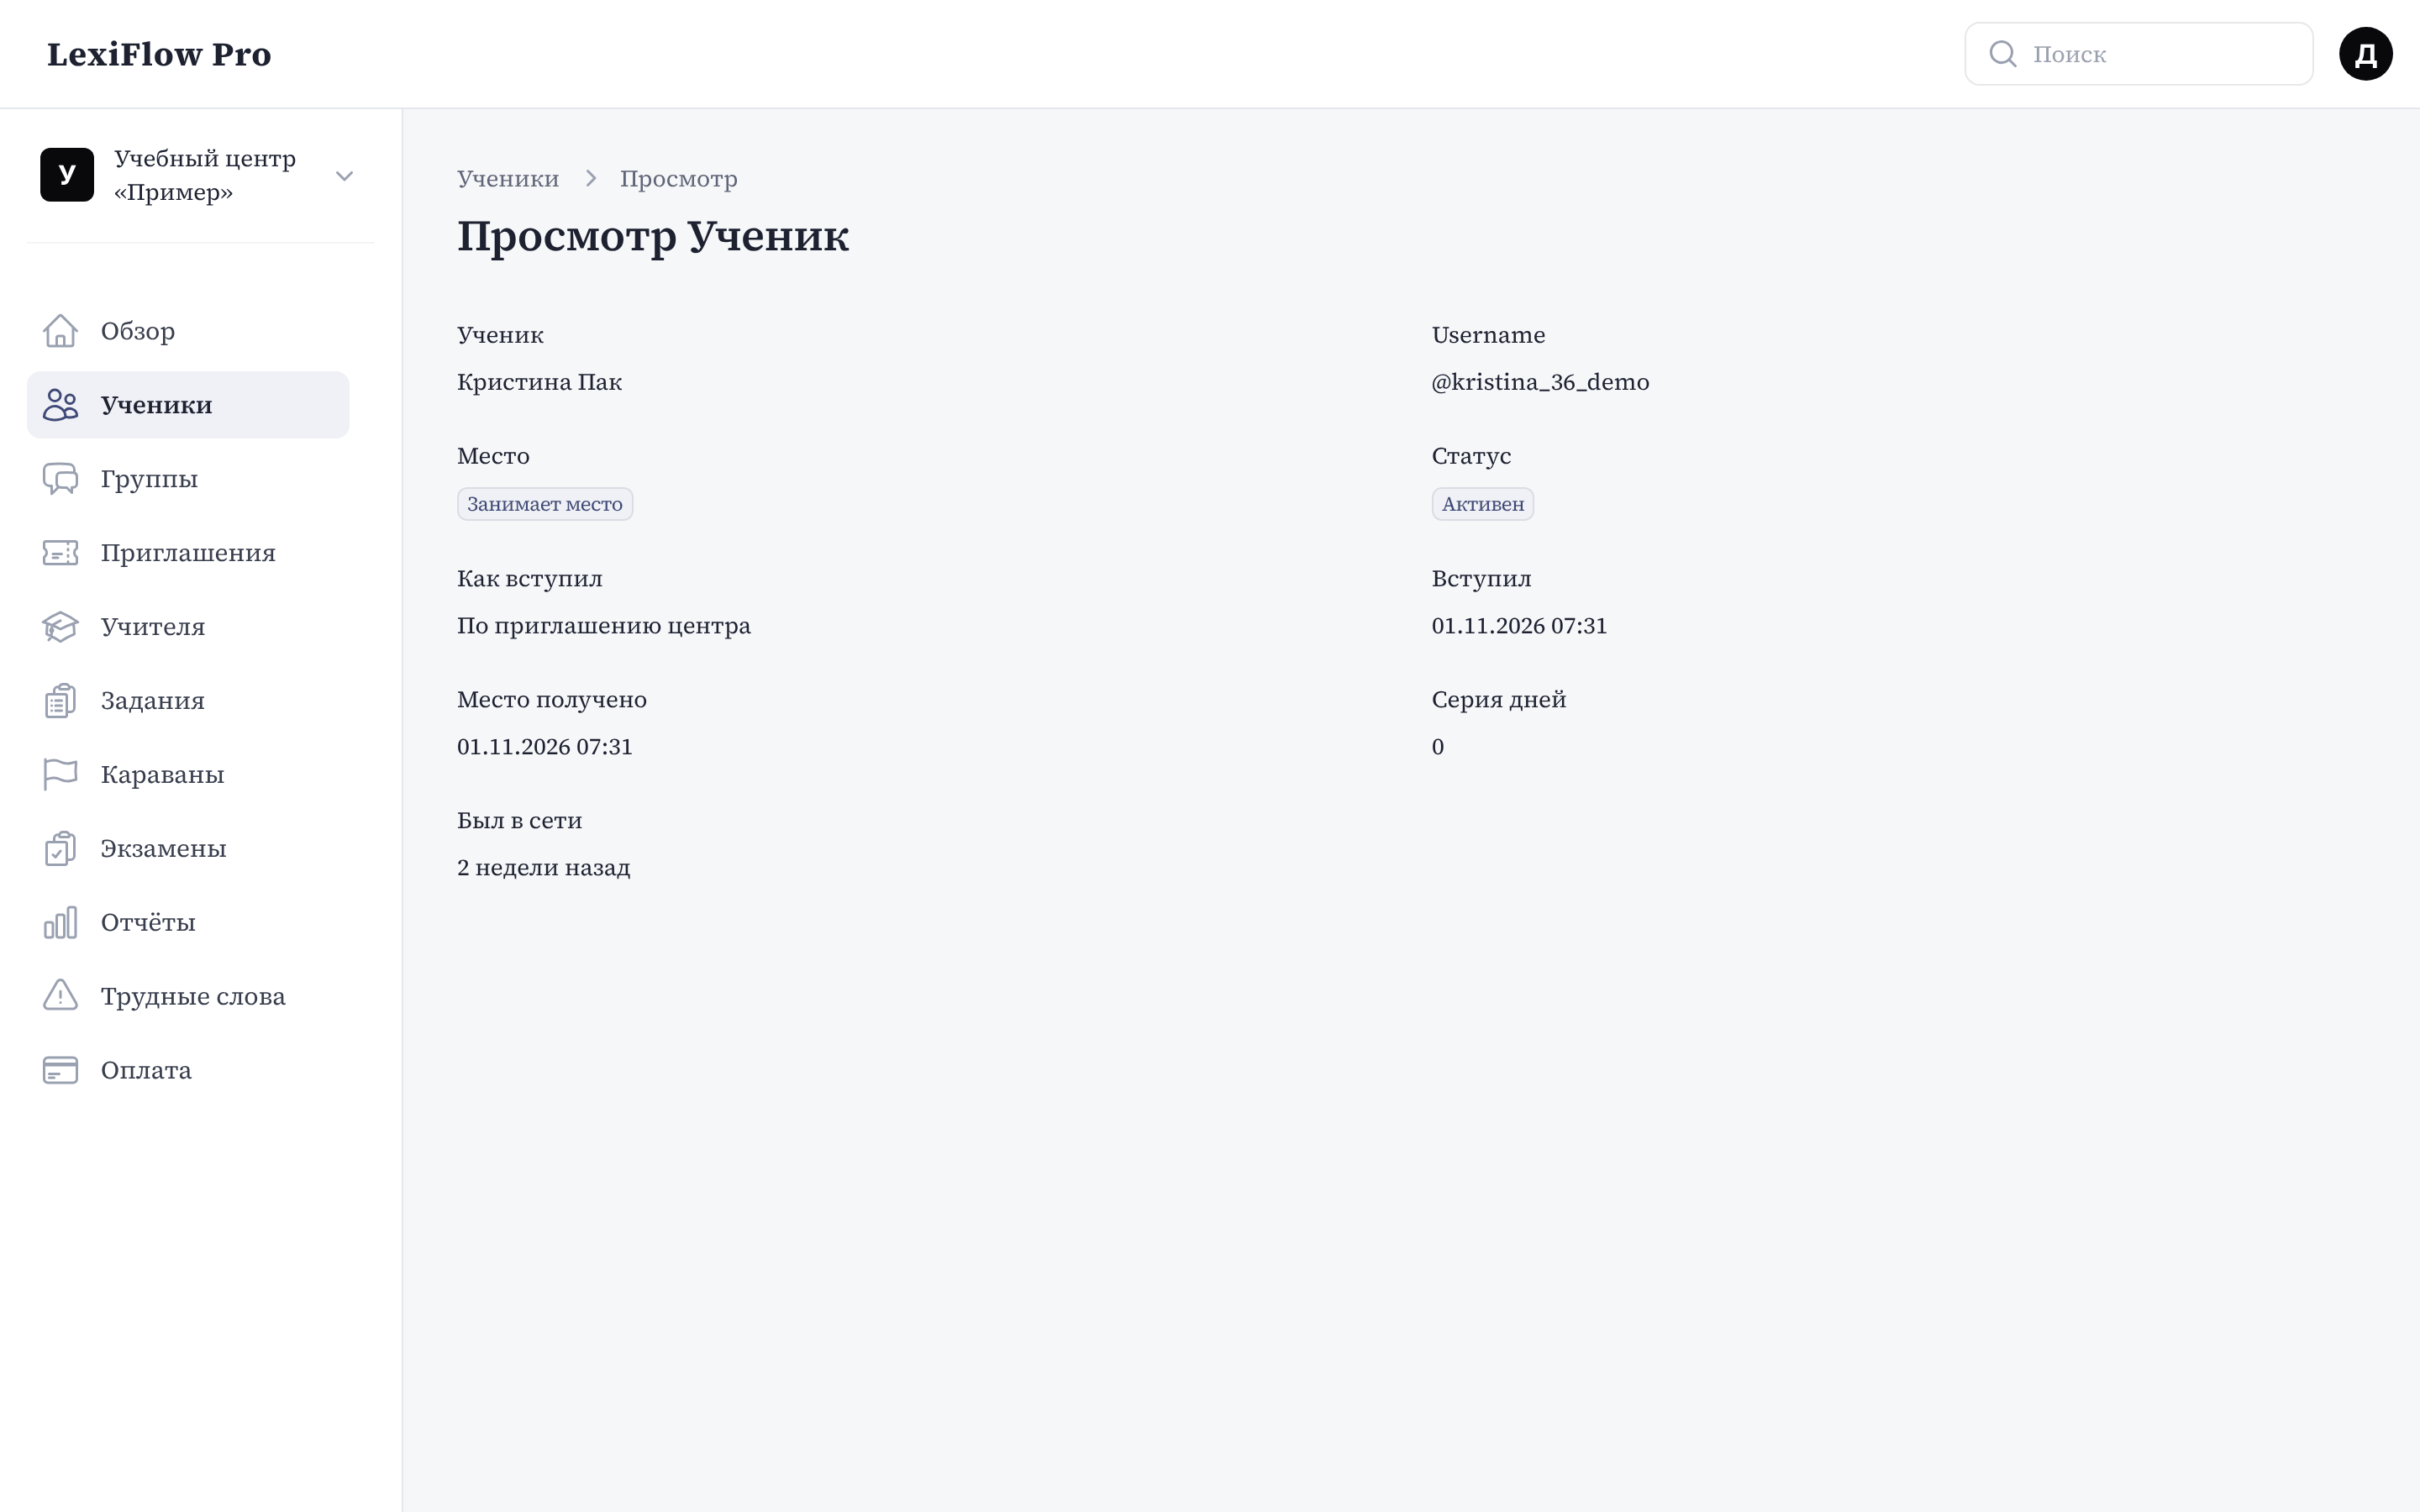 LexiFlow Pro
Поиск
Д
У
Учебный центр
«Пример»
Обзор
Ученики
Группы
Приглашения
Учителя
Задания
Караваны
Экзамены
Отчёты
Трудные слова
Оплата
Ученики
Просмотр
Просмотр Ученик
Ученик
Кристина Пак
Username
@kristina_36_demo
Место
Занимает место
Статус
Активен
Как вступил
По приглашению центра
Вступил
01.11.2026 07:31
Место получено
01.11.2026 07:31
Серия дней
0
Был в сети
2 недели назад